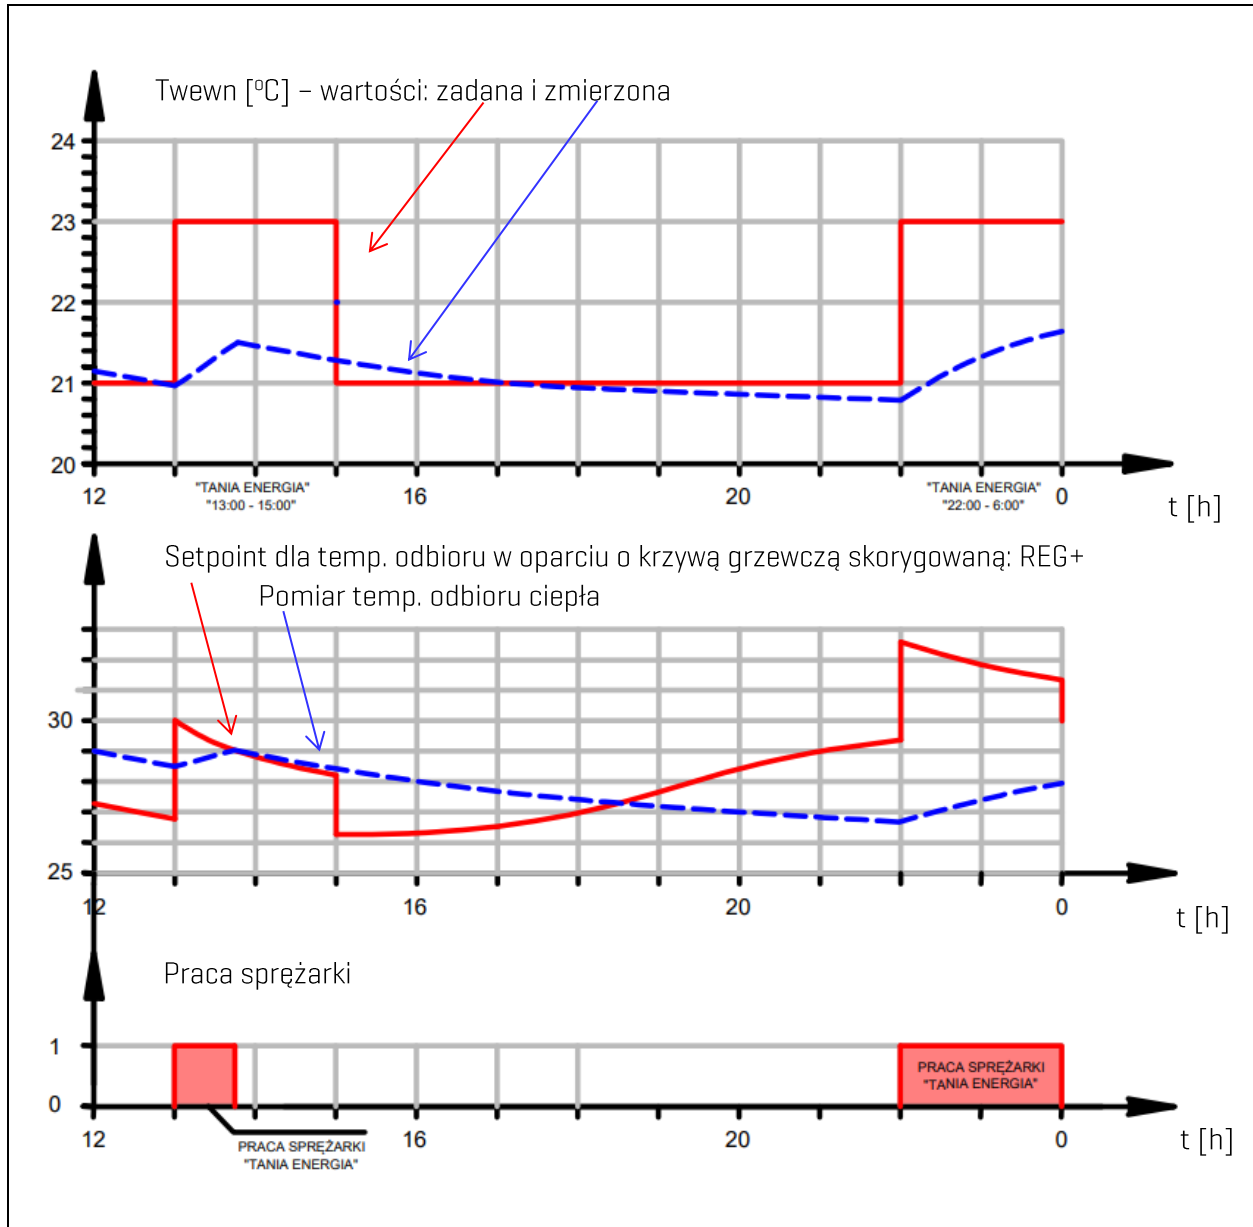 Twewn [ºC] – wartości: zadana i zmierzona
24
23
22
21
20
12
"TANIA ENERGIA"
"13:00 - 15:00"
16
20
"TANIA ENERGIA"
"22:00 - 6:00"
0
t [h]
Setpoint dla temp. odbioru w oparciu o krzywą grzewczą skorygowaną: REG+
Pomiar temp. odbioru ciepła
30
25
12
16
20
0
t [h]
Praca sprężarki
1
0
PRACA SPRĘŻARKI
"TANIA ENERGIA"
12
16
20
0
t [h]
PRACA SPRĘŻARKI
"TANIA ENERGIA"